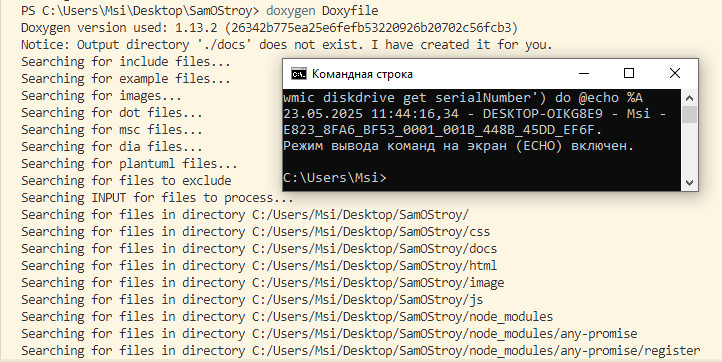 PS C:\Users\Msi\Desktop\SamOStroy> doxygen Doxyfile
Doxygen version used: 1.13.2 (26342b775ea25e6fefb53220926b20702c56fcb3)
Notice: Output directory './docs' does not exist. I have created it for you.
Searching for include files...
Searching for example files...
Searching for images...
Searching for dot files...
Searching for msc files...
Searching for dia files...
Searching for plantuml files...
Searching for files to exclude
Searching INPUT for files to process...
Searching for files in directory C:/Users/Msi/Desktop/SamOStroy/
Searching for files in directory C:/Users/Msi/Desktop/SamOStroy/css
Searching for files in directory C:/Users/Msi/Desktop/SamOStroy/docs
Searching for files in directory C:/Users/Msi/Desktop/SamOStroy/html
Searching for files in directory C:/Users/Msi/Desktop/SamOStroy/image
Searching for files in directory C:/Users/Msi/Desktop/SamOStroy/js
Searching for files in directory C:/Users/Msi/Desktop/SamOStroy/node_modules
Searching for files in directory C:/Users/Msi/Desktop/SamOStroy/node_modules/any-promise
Searching for files in directory C:/Users/Msi/Desktop/SamOStroy/node_modules/any-promise/register
Командная строка
wmic diskdrive get serialNumber') do @echo %A
23.05.2025 11:44:16,34 - DESKTOP-OIKG8E9 - Msi -
E823_8FA6_BF53_0001_001B_448B_45DD_EF6F.
Режим вывода команд на экран (ECHO) включен.
C:\Users\Msi>